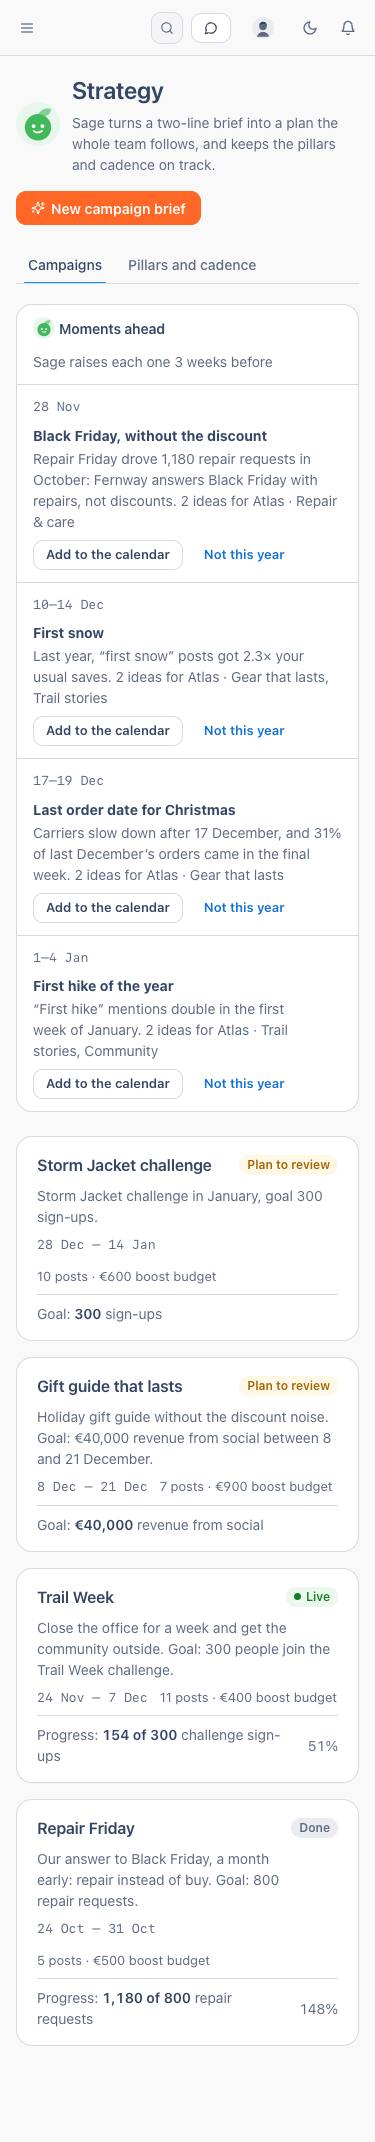 Strategy
Sage turns a two-line brief into a plan the
whole team follows, and keeps the pillars
and cadence on track.
New campaign brief
Campaigns
Pillars and cadence
Moments ahead
Sage raises each one 3 weeks before
28 Nov
Black Friday, without the discount
Repair Friday drove 1,180 repair requests in
October: Fernway answers Black Friday with
repairs, not discounts. 2 ideas for Atlas · Repair
& care
Add to the calendar
Not this year
10–14 Dec
First snow
Last year, “first snow” posts got 2.3× your
usual saves. 2 ideas for Atlas · Gear that lasts,
Trail stories
Add to the calendar
Not this year
17–19 Dec
Last order date for Christmas
Carriers slow down after 17 December, and 31%
of last December’s orders came in the final
week. 2 ideas for Atlas · Gear that lasts
Add to the calendar
Not this year
1–4 Jan
First hike of the year
“First hike” mentions double in the first
week of January. 2 ideas for Atlas · Trail
stories, Community
Add to the calendar
Not this year
Storm Jacket challenge
Plan to review
Storm Jacket challenge in January, goal 300
sign-ups.
28 Dec – 14 Jan
10 posts · €600 boost budget
Goal: 300 sign-ups
Gift guide that lasts
Plan to review
Holiday gift guide without the discount noise.
Goal: €40,000 revenue from social between 8
and 21 December.
8 Dec – 21 Dec 7 posts · €900 boost budget
Goal: €40,000 revenue from social
Trail Week
Live
Close the office for a week and get the
community outside. Goal: 300 people join the
Trail Week challenge.
24 Nov – 7 Dec 11 posts · €400 boost budget
Progress: 154 of 300 challenge sign-
ups
51%
Repair Friday
Done
Our answer to Black Friday, a month
early: repair instead of buy. Goal: 800
repair requests.
24 Oct – 31 Oct
5 posts · €500 boost budget
Progress: 1,180 of 800 repair
requests
148%